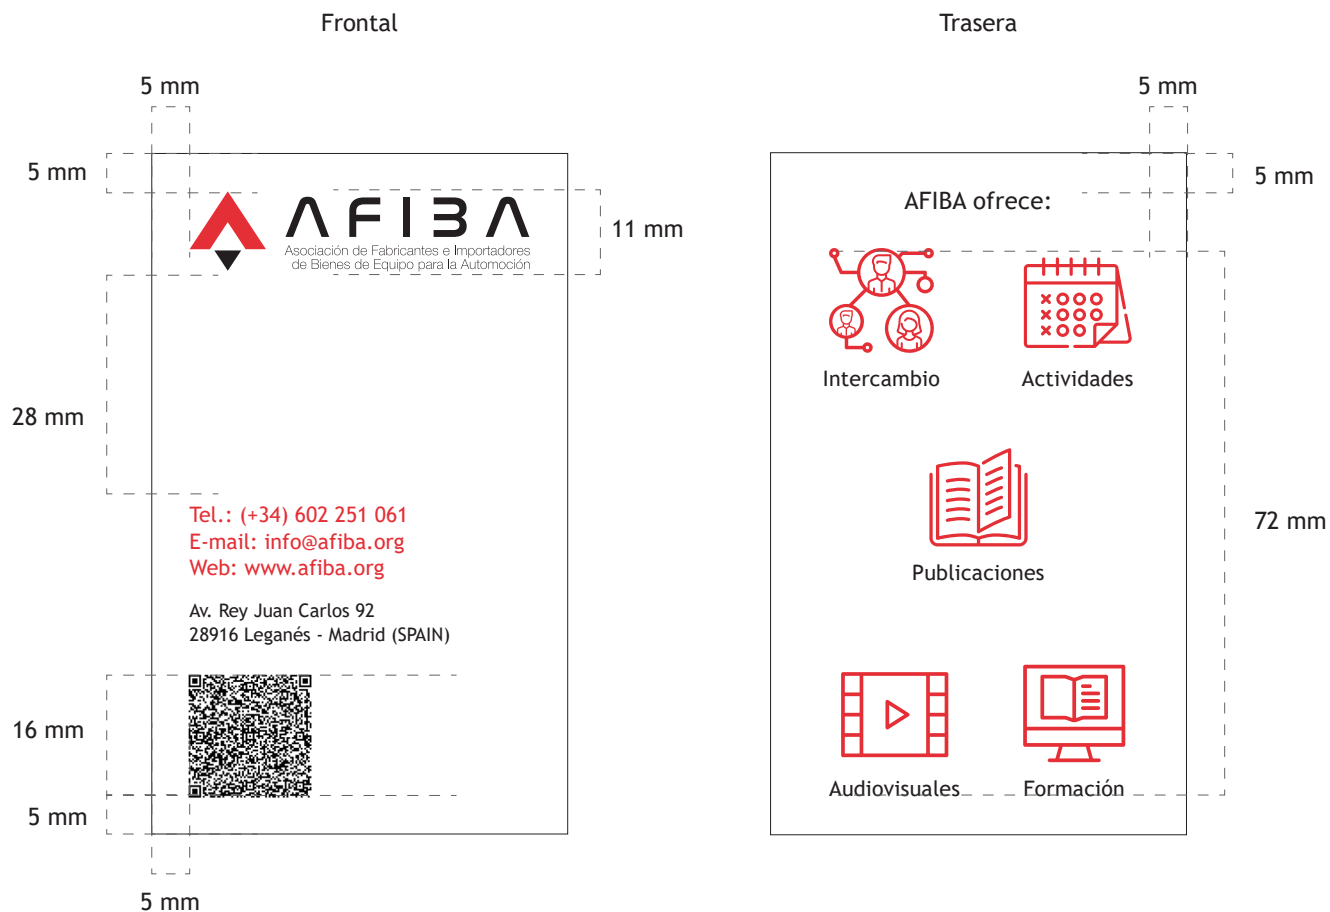 Frontal
Trasera
5 mm
5 mm
5 mm
5 mm
AFIBA
Asociación de Fabricantes e Importadores
de Bienes de Equipo para la Automoción
11 mm
AFIBA ofrece:
Intercambio
Actividades
28 mm
Tel.: (+34) 602 251 061
E-mail: info@afiba.org
Web: www.afiba.org
Av. Rey Juan Carlos 92
28916 Leganés - Madrid (SPAIN)
Publicaciones
72 mm
16 mm
5 mm
5 mm
Audiovisuales
Formación